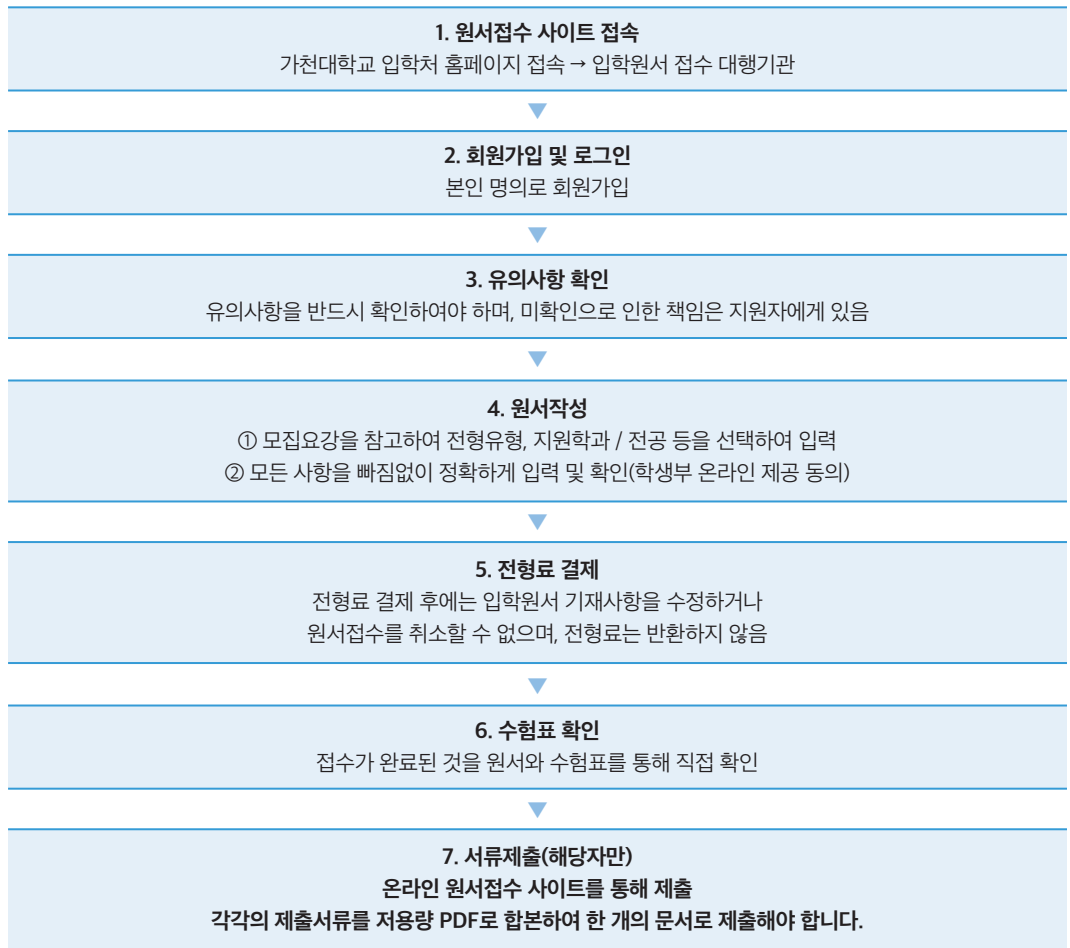 1. 원서접수 사이트 접속
가천대학교 입학처 홈페이지 접속 → 입학원서 접수 대행기관
2. 회원가입 및 로그인
본인 명의로 회원가입
3. 유의사항 확인
유의사항을 반드시 확인하여야 하며, 미확인으로 인한 책임은 지원자에게 있음
4. 원서작성
① 모집요강을 참고하여 전형유형, 지원학과 / 전공 등을 선택하여 입력
② 모든 사항을 빠짐없이 정확하게 입력 및 확인(학생부 온라인 제공 동의)
5. 전형료 결제
전형료 결제 후에는 입학원서 기재사항을 수정하거나
원서접수를 취소할 수 없으며, 전형료는 반환하지 않음
6. 수험표 확인
접수가 완료된 것을 원서와 수험표를 통해 직접 확인
7. 서류제출(해당자만)
온라인 원서접수 사이트를 통해 제출
각각의 제출서류를 저용량 PDF로 합본하여 한 개의 문서로 제출해야 합니다.